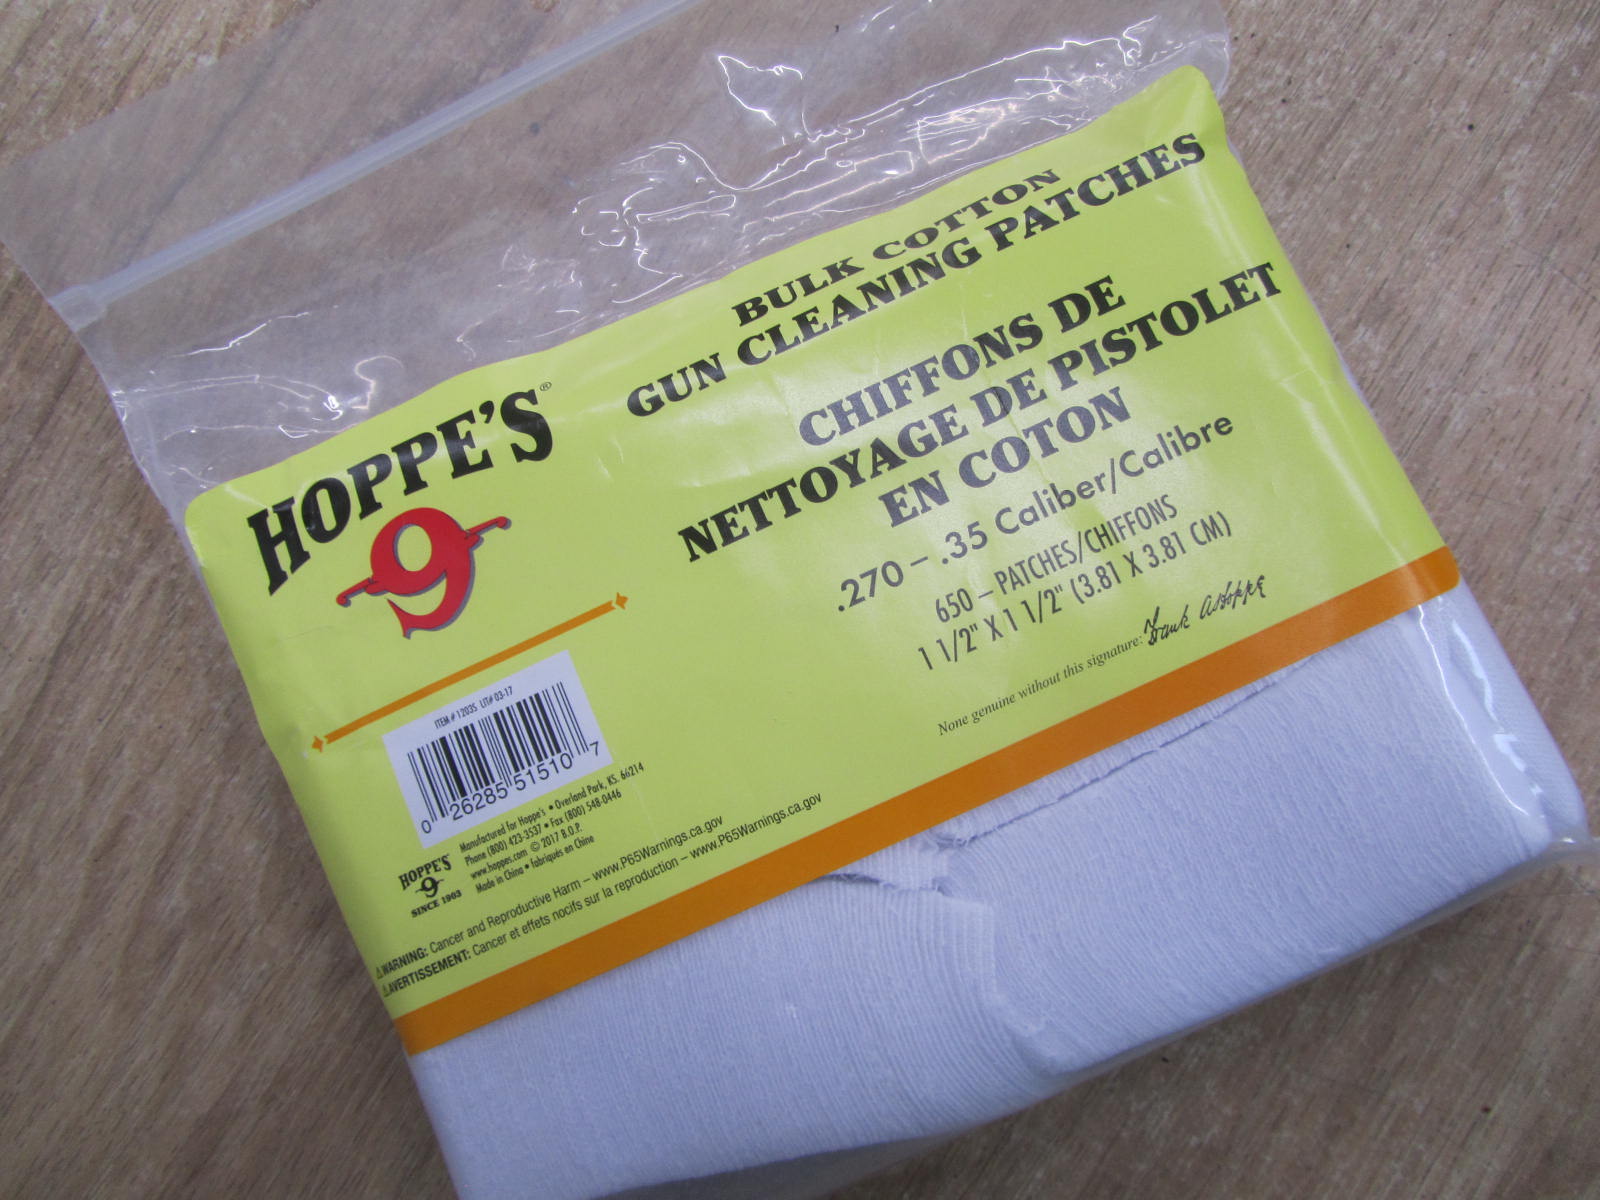 HOPPE'S®
9
BULK COTTON
GUN CLEANING PATCHES
CHIFFONS DE
NETTOYAGE DE PISTOLET
EN COTON
.270 – .35 Caliber/Calibre
650 – PATCHES/CHIFFONS
1 1/2" X 1 1/2" (3.81 X 3.81 CM)
None genuine without this signature: Frank A Hoppe
ITEM # 1203S LIT# 03-17
0 26285 51510 7
Manufactured for Hoppe's • Overland Park, KS. 66214
Phone (800) 423-3537 • Fax (800) 548-0446
www.hoppes.com © 2017 B.O.P.
Made in China • fabriqués en Chine
HOPPE'S
9
SINCE 1903
⚠WARNING: Cancer and Reproductive Harm – www.P65Warnings.ca.gov
⚠AVERTISSEMENT: Cancer et effets nocifs sur la reproduction – www.P65Warnings.ca.gov